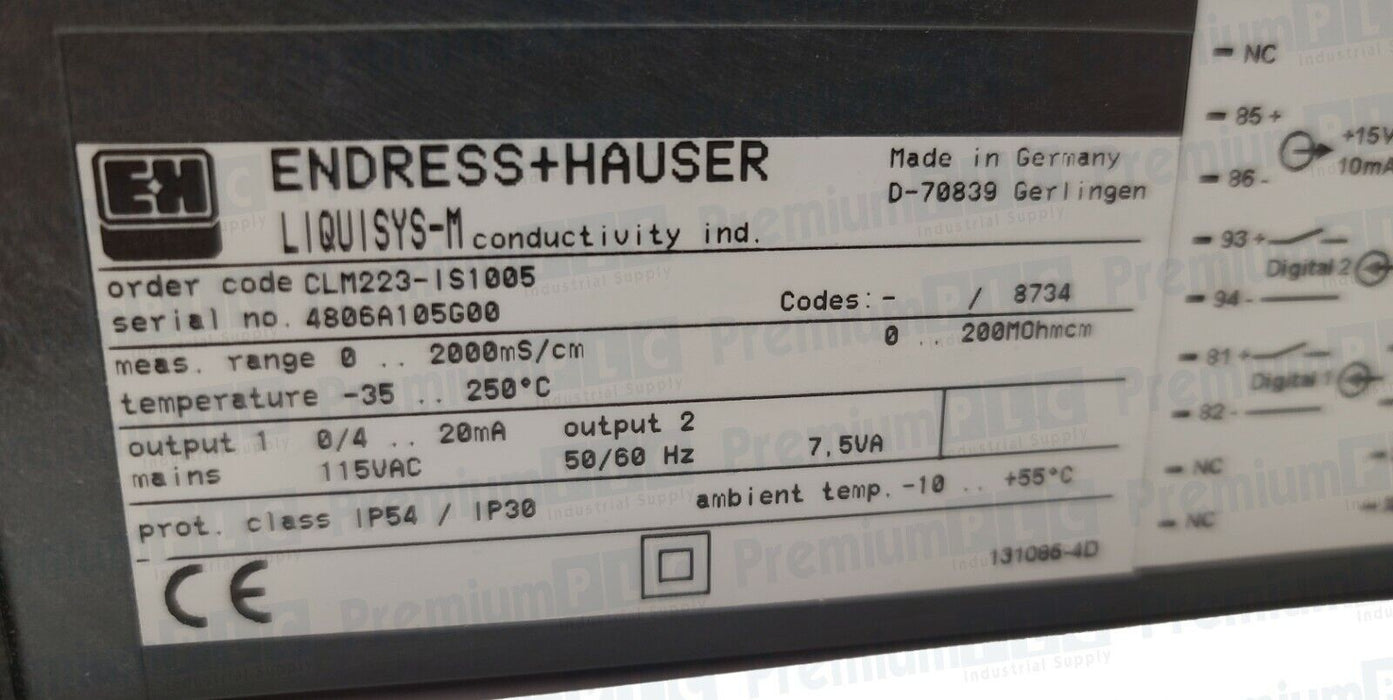 E+H
ENDRESS+HAUSER
Made in Germany
D-70839 Gerlingen
LIQUISYS-M conductivity ind.
order code CLM223-IS1005
serial no. 4806A105G00
Codes: - / 8734
meas. range 0 .. 2000mS/cm
0 .. 200MOhmcm
temperature -35 .. 250°C
output 1 0/4 .. 20mA output 2
mains 115VAC 50/60 Hz 7,5VA
prot. class IP54 / IP30 ambient temp. -10 .. +55°C
CE
131086-4D
NC
85 +
+15V
10mA
86 -
93 +
Digital 2
94 -
81 +
Digital 1
82 -
NC
NC
PremiumPLC
Industrial Supply